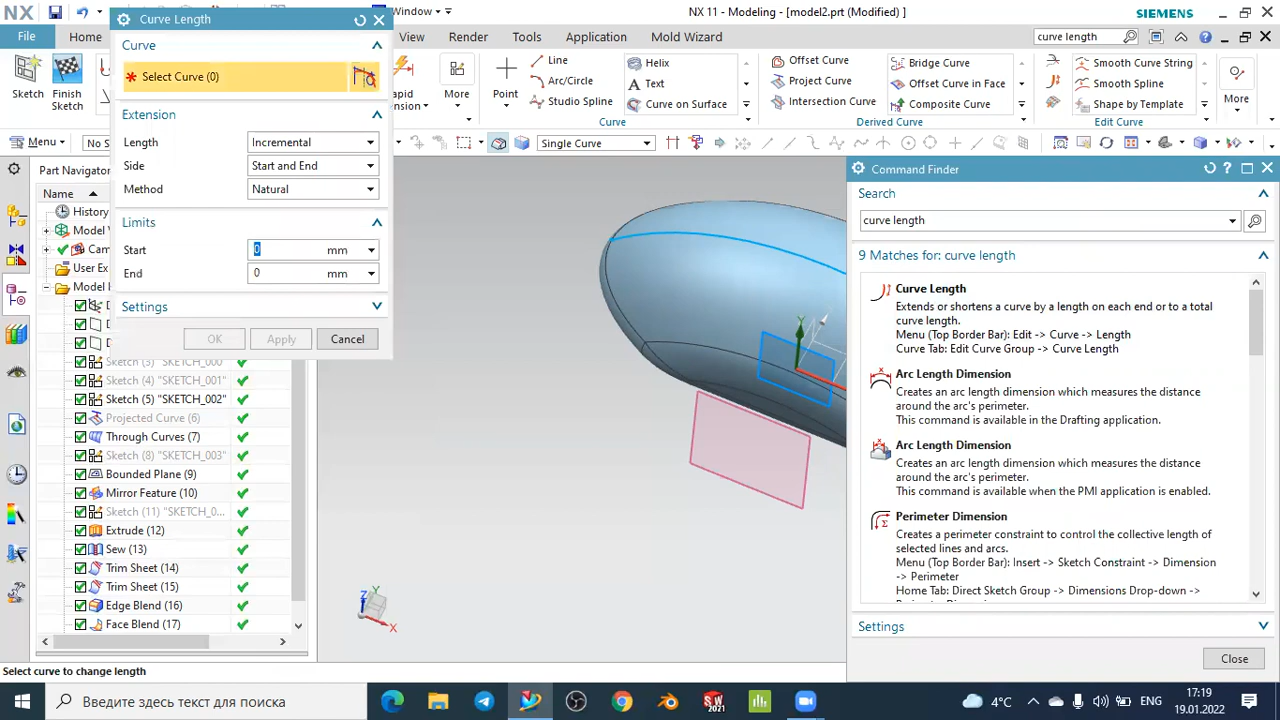 NX
Window
NX 11 - Modeling - [model2.prt (Modified) ]
SIEMENS
Curve Length
File
Home
View
Render
Tools
Application
Mold Wizard
curve length
Curve
Select Curve (0)
Extension
Length
Incremental
Side
Start and End
Method
Natural
Limits
Start
0
mm
End
0
mm
Settings
OK
Apply
Cancel
Sketch
Finish
Sketch
Rapid
Dimension
More
Point
Line
Arc/Circle
Studio Spline
Helix
Text
Curve on Surface
Curve
Offset Curve
Project Curve
Intersection Curve
Bridge Curve
Offset Curve in Face
Composite Curve
Derived Curve
Smooth Curve String
Smooth Spline
Shape by Template
Edit Curve
More
Menu
No S
Single Curve
Part Navigator
Name
History
Model V
Cam
User Ex
Model
D
D
D
Sketch (3) "SKETCH_000"
Sketch (4) "SKETCH_001"
Sketch (5) "SKETCH_002"
Projected Curve (6)
Through Curves (7)
Sketch (8) "SKETCH_003"
Bounded Plane (9)
Mirror Feature (10)
Sketch (11) "SKETCH_0...
Extrude (12)
Sew (13)
Trim Sheet (14)
Trim Sheet (15)
Edge Blend (16)
Face Blend (17)
Z
Y
X
Command Finder
Search
curve length
9 Matches for: curve length
Curve Length
Extends or shortens a curve by a length on each end or to a total
curve length.
Menu (Top Border Bar): Edit -> Curve -> Length
Curve Tab: Edit Curve Group -> Curve Length
Arc Length Dimension
Creates an arc length dimension which measures the distance
around the arc's perimeter.
This command is available in the Drafting application.
Arc Length Dimension
Creates an arc length dimension which measures the distance
around the arc's perimeter.
This command is available when the PMI application is enabled.
Perimeter Dimension
Creates a perimeter constraint to control the collective length of
selected lines and arcs.
Menu (Top Border Bar): Insert -> Sketch Constraint -> Dimension
-> Perimeter
Home Tab: Direct Sketch Group -> Dimensions Drop-down ->
Settings
Close
Select curve to change length
Введите здесь текст для поиска
SW
2021
4°C
ENG
17:19
19.01.2022